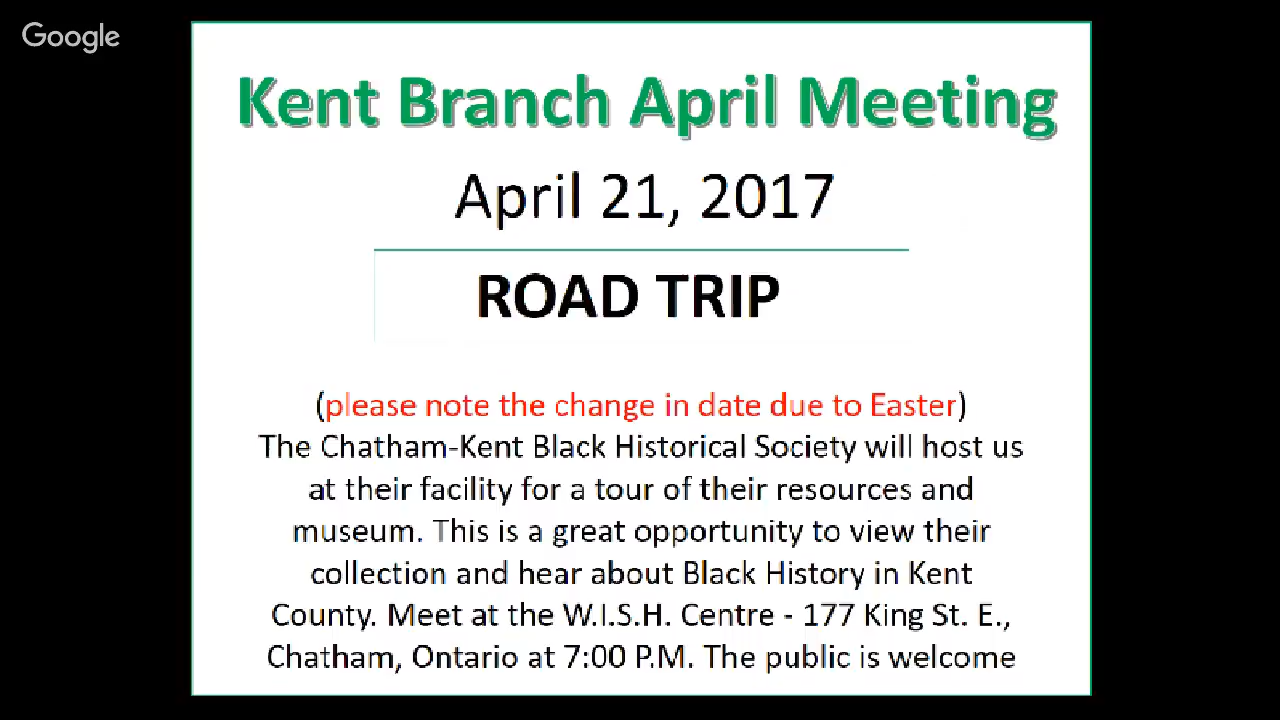 Google
Kent Branch April Meeting
April 21, 2017
ROAD TRIP
(please note the change in date due to Easter)
The Chatham-Kent Black Historical Society will host us
at their facility for a tour of their resources and
museum. This is a great opportunity to view their
collection and hear about Black History in Kent
County. Meet at the W.I.S.H. Centre - 177 King St. E.,
Chatham, Ontario at 7:00 P.M. The public is welcome